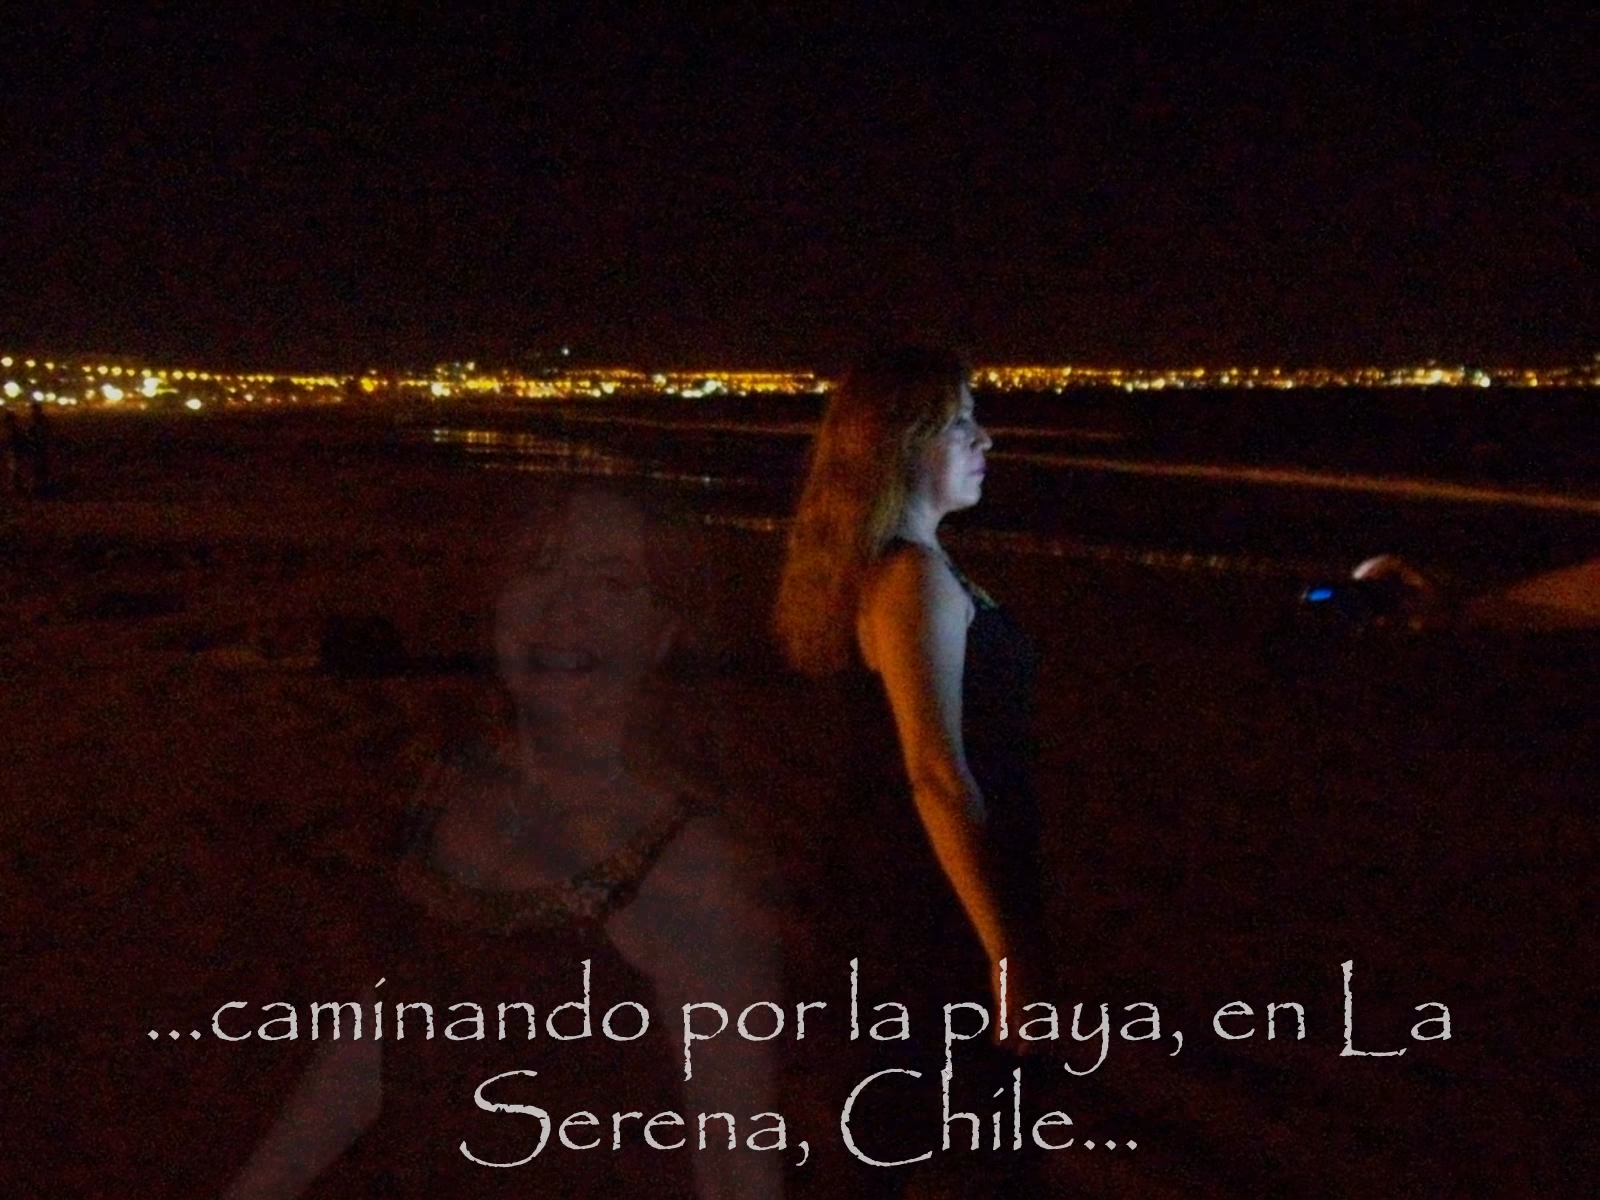 ...caminando por la playa, en La
Serena, Chile...